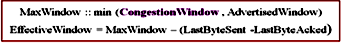 MaxWindow :: min (CongestionWindow , AdvertisedWindow)
EffectiveWindow = MaxWindow – (LastByteSent -LastByteAcked)